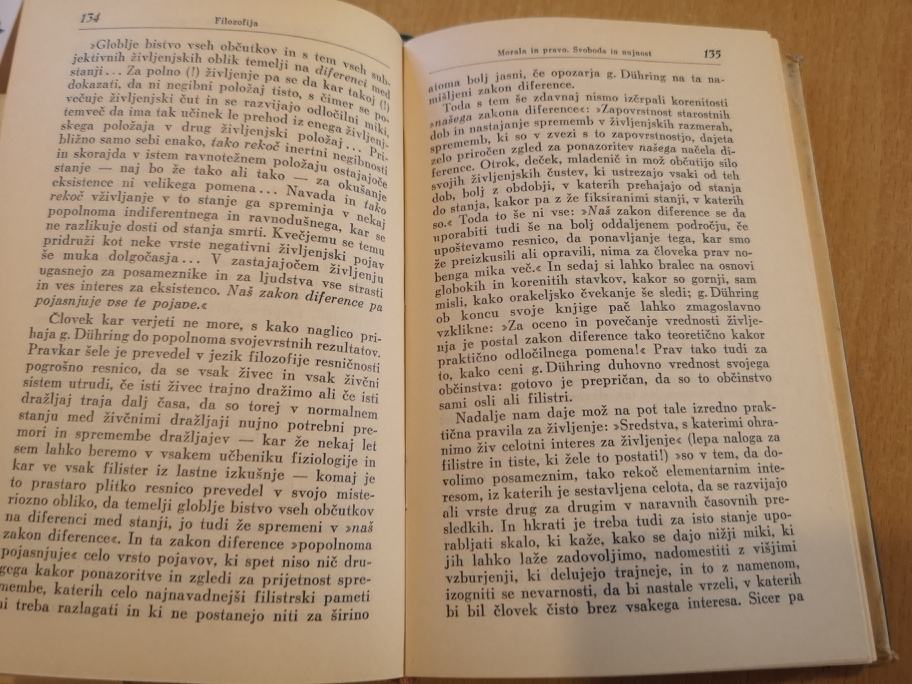 134
Filozofija
»Globlje bistvo vseh občutkov in s tem vseh sub-
jektivnih življenjskih oblik temelji na diferenci med
stanji... Za polno (!) življenje pa se da kar takoj (!)
dokazati, da ni negibni položaj tisto, s čimer se po-
večuje življenjski čut in se razvijajo odločilni miki,
temveč da ima tak učinek le prehod iz enega življenj-
skega položaja v drug življenjski položaj... Pri-
bližno samo sebi enako, tako rekoč inertni negibnosti
in skorajda v istem ravnotežnem položaju ostajajoče
stanje — naj bo že tako ali tako — za okušanje
eksistence ni velikega pomena... Navada in tako
rekoč vživljanje v to stanje ga spreminja v nekaj
popolnoma indiferentnega in ravnodušnega, kar se
ne razlikuje dosti od stanja smrti. Kvečjemu se temu
pridruži kot neke vrste negativni življenjski pojav
še muka dolgočasja... V zastajajočem življenju
ugasnejo za posameznike in za ljudstva vse strasti
in ves interes za eksistenco. Naš zakon diference pa
pojasnjuje vse te pojave.«
Človek kar verjeti ne more, s kako naglico pri-
haja g. Dühring do popolnoma svojevrstnih rezultatov.
Pravkar šele je prevedel v jezik filozofije resničnosti
pogrošno resnico, da se vsak živec in vsak živčni
sistem utrudi, če isti živec trajno dražimo ali če isti
dražljaj traja dalj časa, da so torej v normalnem
stanju med živčnimi dražljaji nujno potrebni pre-
mori in spremembe dražljajev — kar že nekaj let
sem lahko beremo v vsakem učbeniku fiziologije in
kar ve vsak filister iz lastne izkušnje — komaj je
to prastaro plitko resnico prevedel v svojo miste-
riozno obliko, da temelji globlje bistvo vseh občutkov
na diferenci med stanji, jo tudi že spremeni v »naš
zakon diference«. In ta zakon diference »popolnoma
pojasnjuje« celo vrsto pojavov, ki spet niso nič dru-
gega kakor ponazoritve in zgledi za prijetnost spre-
membe, katerih celo najnavadnejši filistrski pameti
ni treba razlagati in ki ne postanejo niti za širino
Morala in pravo. Svoboda in nujnost
135
atoma bolj jasni, če opozarja g. Dühring na ta na-
mišljeni zakon diference.
Toda s tem še zdavnaj nismo izčrpali korenitosti
»našega zakona diference«: »Zapovrstnost starostnih
dob in nastajanje sprememb v življenjskih razmerah,
sprememb, ki so v zvezi s to zapovrstnostjo, dajeta
zelo priročen zgled za ponazoritev našega načela di-
ference. Otrok, deček, mladenič in mož občutijo silo
svojih življenjskih čustev, ki ustrezajo vsaki od teh
dob, bolj z obdobji, v katerih prehajajo od stanja
do stanja, kakor pa z že fiksiranimi stanji, v katerih
so.« Toda to še ni vse: »Naš zakon diference se da
uporabiti tudi še na bolj oddaljenem področju, če
upoštevamo resnico, da ponavljanje tega, kar smo
že preizkusili ali opravili, nima za človeka prav no-
benga mika več.« In sedaj si lahko bralec na osnovi
globokih in korenitih stavkov, kakor so gornji, sam
misli, kako orakeljsko čvekanje še sledi; g. Dühring
ob koncu svoje knjige pač lahko zmagoslavno
vzklikne: »Za oceno in povečanje vrednosti življe-
nja je postal zakon diference tako teoretično kakor
praktično odločilnega pomena!« Prav tako tudi za
to, kako ceni g. Dühring duhovno vrednost svojega
občinstva: gotovo je prepričan, da so to občinstvo
sami osli ali filistri.
Nadalje nam daje mož na pot tale izredno prak-
tična pravila za življenje: »Sredstva, s katerimi ohra-
nimo živ celotni interes za življenje« (lepa naloga za
filistre in tiste, ki žele to postati!) »so v tem, da do-
volimo posameznim, tako rekoč elementarnim inte-
resom, iz katerih je sestavljena celota, da se razvijajo
ali vrste drug za drugim v naravnih časovnih pre-
sledkih. In hkrati je treba tudi za isto stanje upo-
rabljati skalo, ki kaže, kako se dajo nižji miki, ki
jih lahko laže zadovoljimo, nadomestiti z višjimi
vzburjenji, ki delujejo trajneje, in to z namenom,
izogniti se nevarnosti, da bi nastale vrzeli, v katerih
bi bil človek čisto brez vsakega interesa. Sicer pa